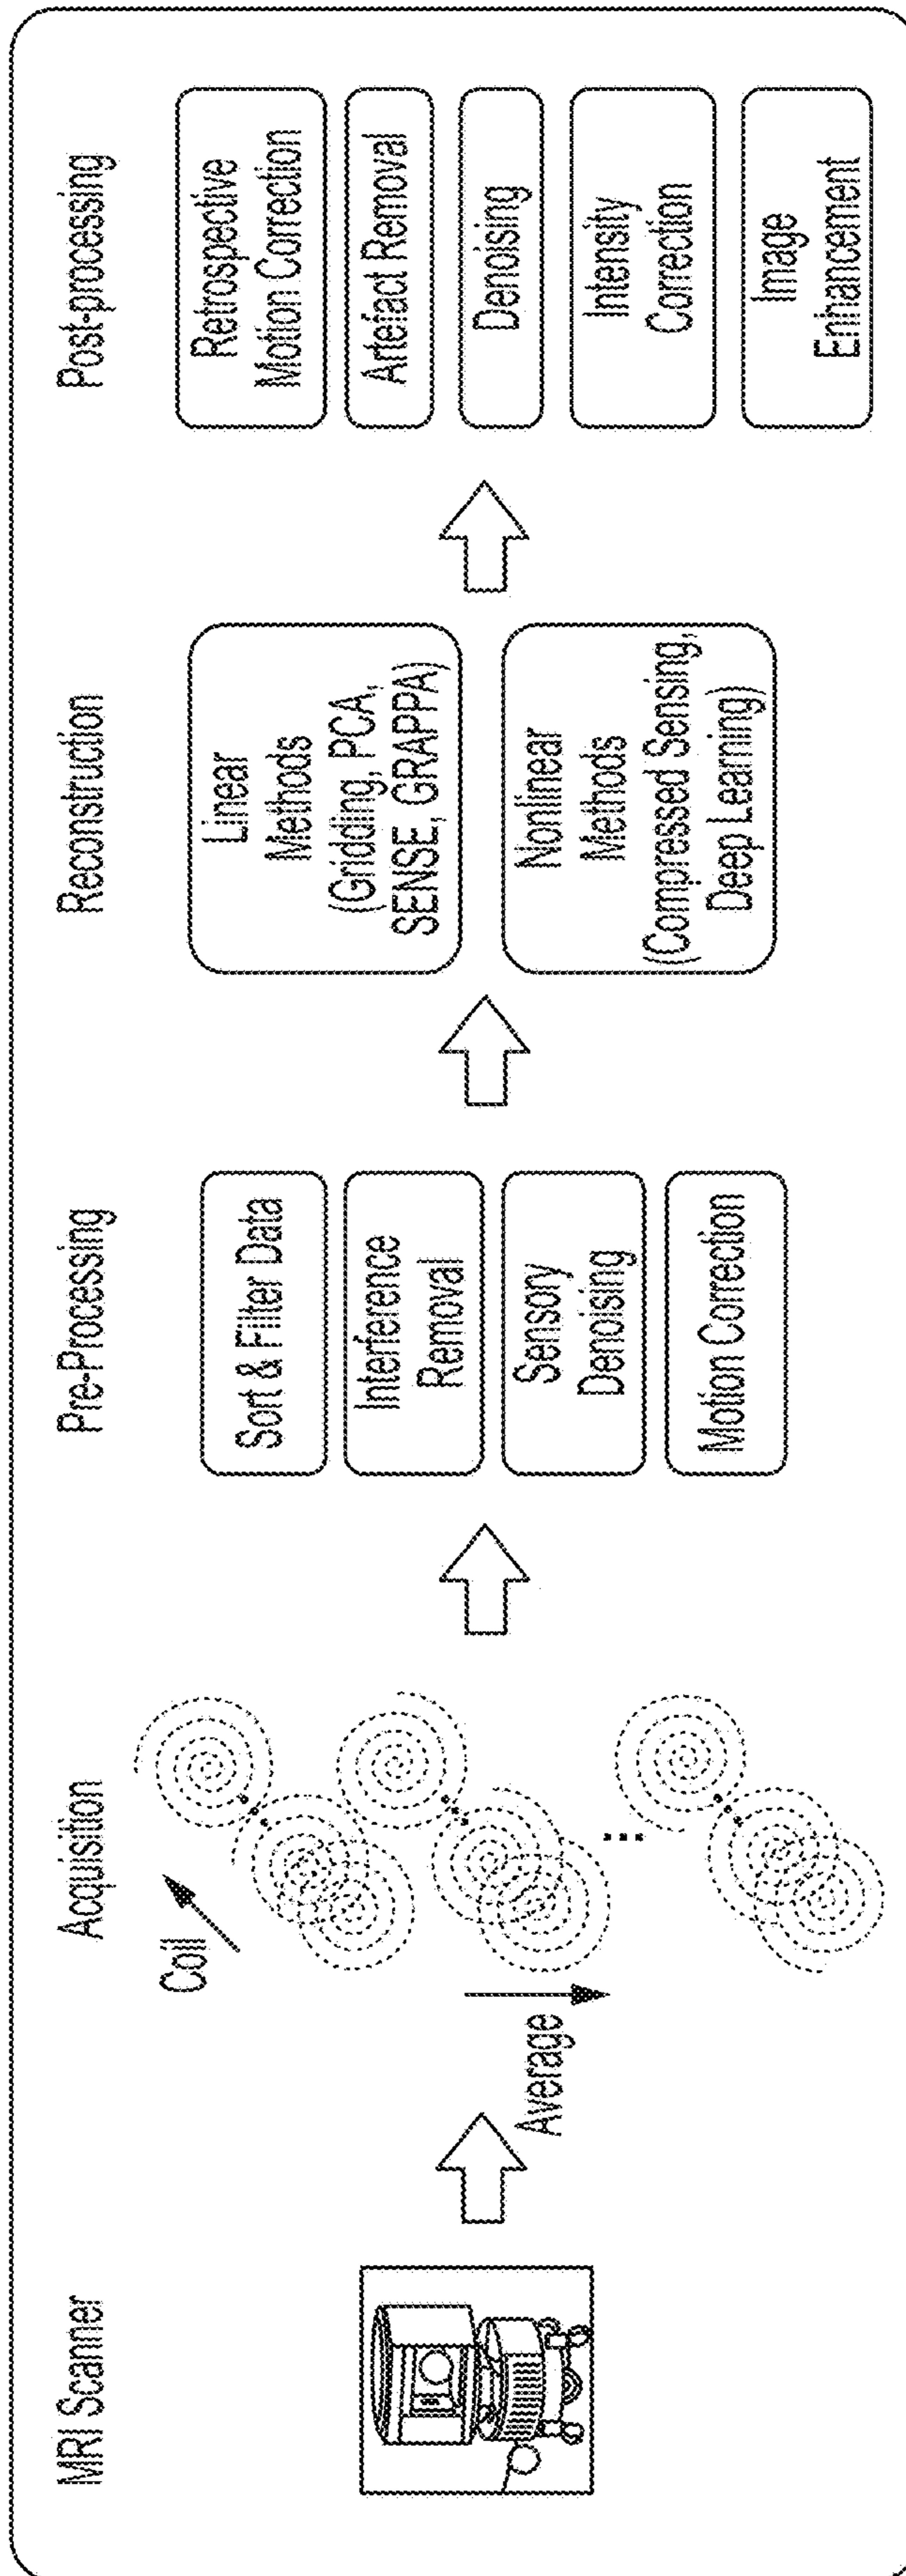 MRI Scanner
Acquisition
Coil
Average
Pre-Processing
Sort & Filter Data
Interference
Removal
Sensory
Denoising
Motion Correction
Reconstruction
Linear
Methods
(Gridding, PCA,
SENSE, GRAPPA)
Nonlinear
Methods
(Compressed Sensing,
Deep Learning)
Post-processing
Retrospective
Motion Correction
Artefact Removal
Denoising
Intensity
Correction
Image
Enhancement